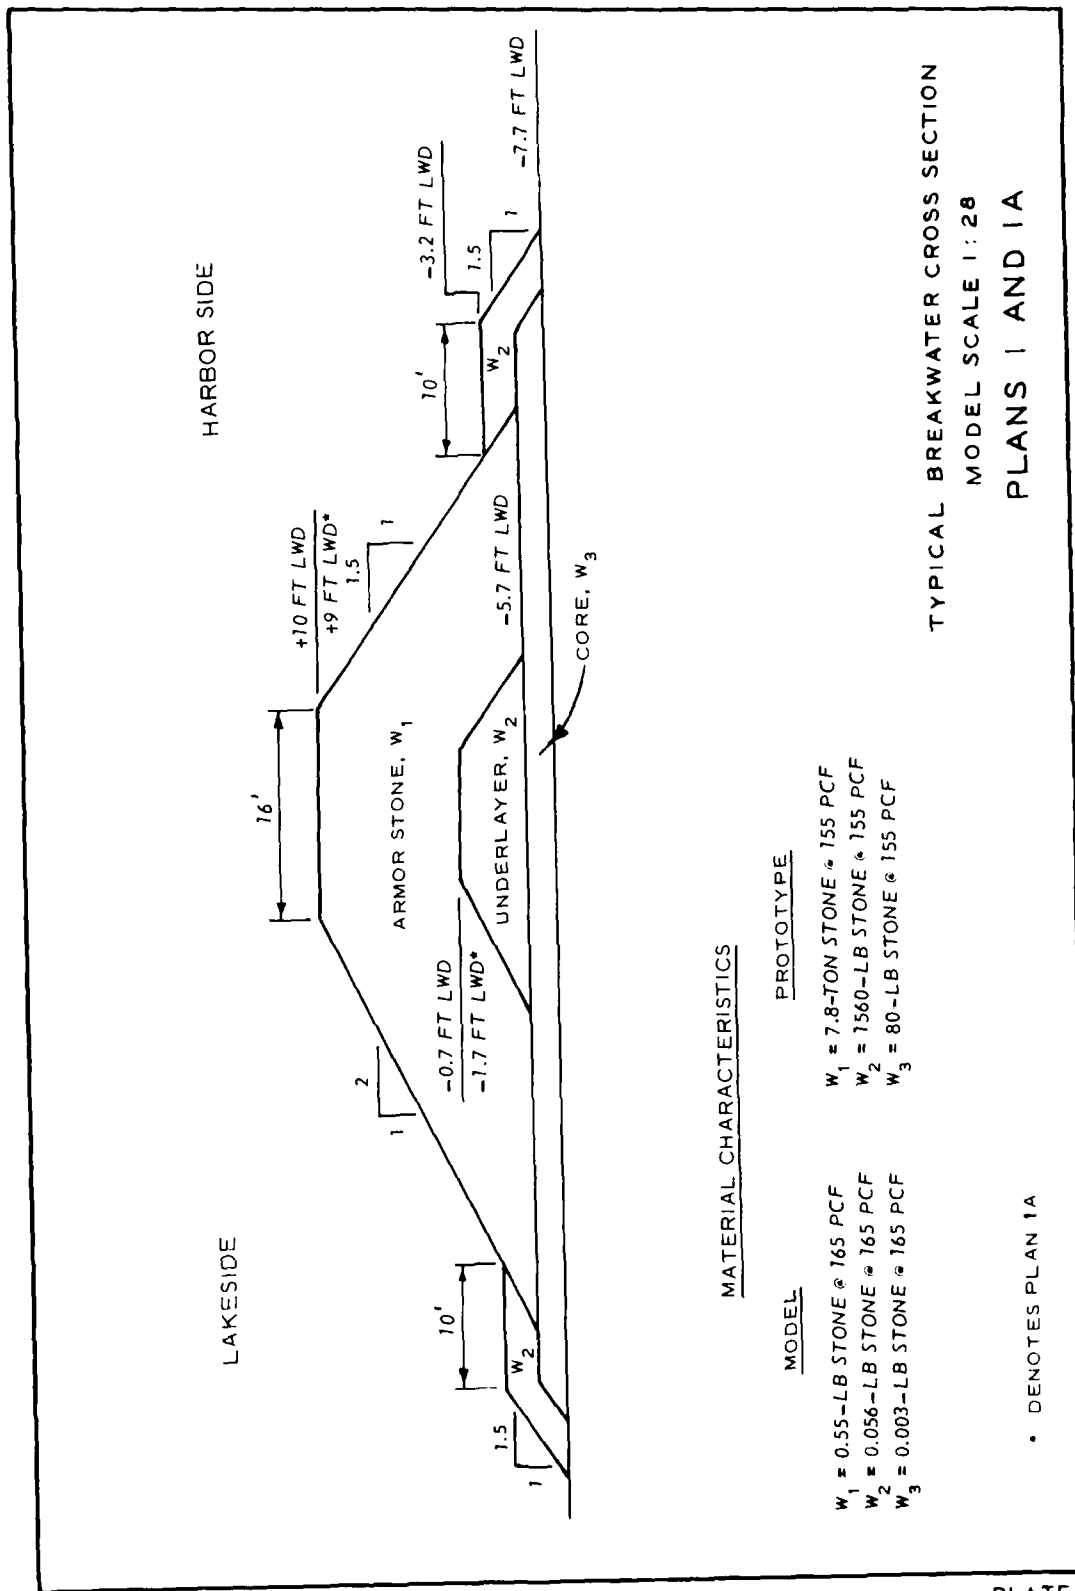 LAKESIDE
HARBOR SIDE
16'
+10 FT LWD
+9 FT LWD*
1.5
1
2
1
ARMOR STONE, W1
-0.7 FT LWD
-1.7 FT LWD*
UNDERLAYER, W2
-5.7 FT LWD
10'
W2
1.5
1
10'
W2
-3.2 FT LWD
1.5
1
-7.7 FT LWD
CORE, W3
MATERIAL CHARACTERISTICS
MODEL
W1 = 0.55-LB STONE @ 165 PCF
W2 = 0.056-LB STONE @ 165 PCF
W3 = 0.003-LB STONE @ 165 PCF
PROTOTYPE
W1 = 7.8-TON STONE @ 155 PCF
W2 = 1560-LB STONE @ 155 PCF
W3 = 80-LB STONE @ 155 PCF
* DENOTES PLAN 1A
TYPICAL BREAKWATER CROSS SECTION
MODEL SCALE 1:28
PLANS 1 AND 1A